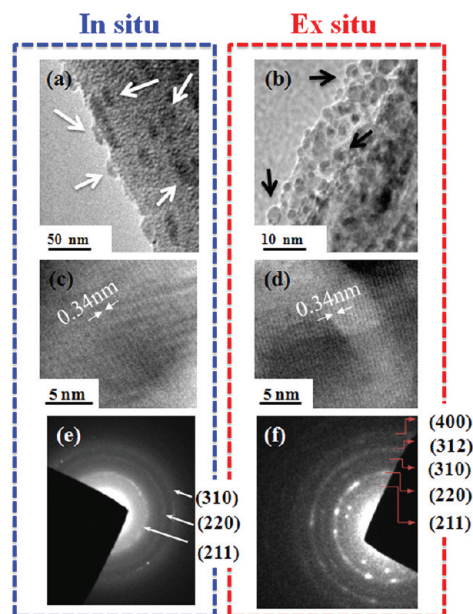 In situ
Ex situ
(a)
50 nm
(b)
10 nm
(c)
0.34nm
5 nm
(d)
0.34nm
5 nm
(e)
(310)
(220)
(211)
(f)
(400)
(312)
(310)
(220)
(211)